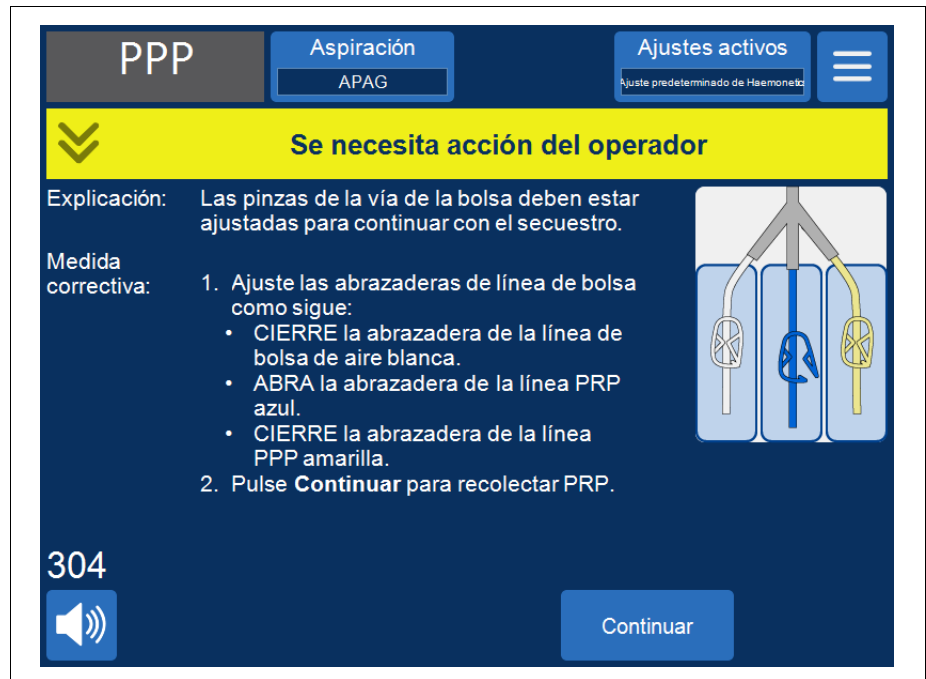 PPP
Aspiración
APAG
Ajustes activos
Ajuste predeterminado de Haemonetic
Se necesita acción del operador
Explicación:
Las pinzas de la vía de la bolsa deben estar
ajustadas para continuar con el secuestro.
Medida
correctiva:
1. Ajuste las abrazaderas de línea de bolsa
como sigue:
• CIERRE la abrazadera de la línea de
bolsa de aire blanca.
• ABRA la abrazadera de la línea PRP
azul.
• CIERRE la abrazadera de la línea
PPP amarilla.
2. Pulse Continuar para recolectar PRP.
304
Continuar